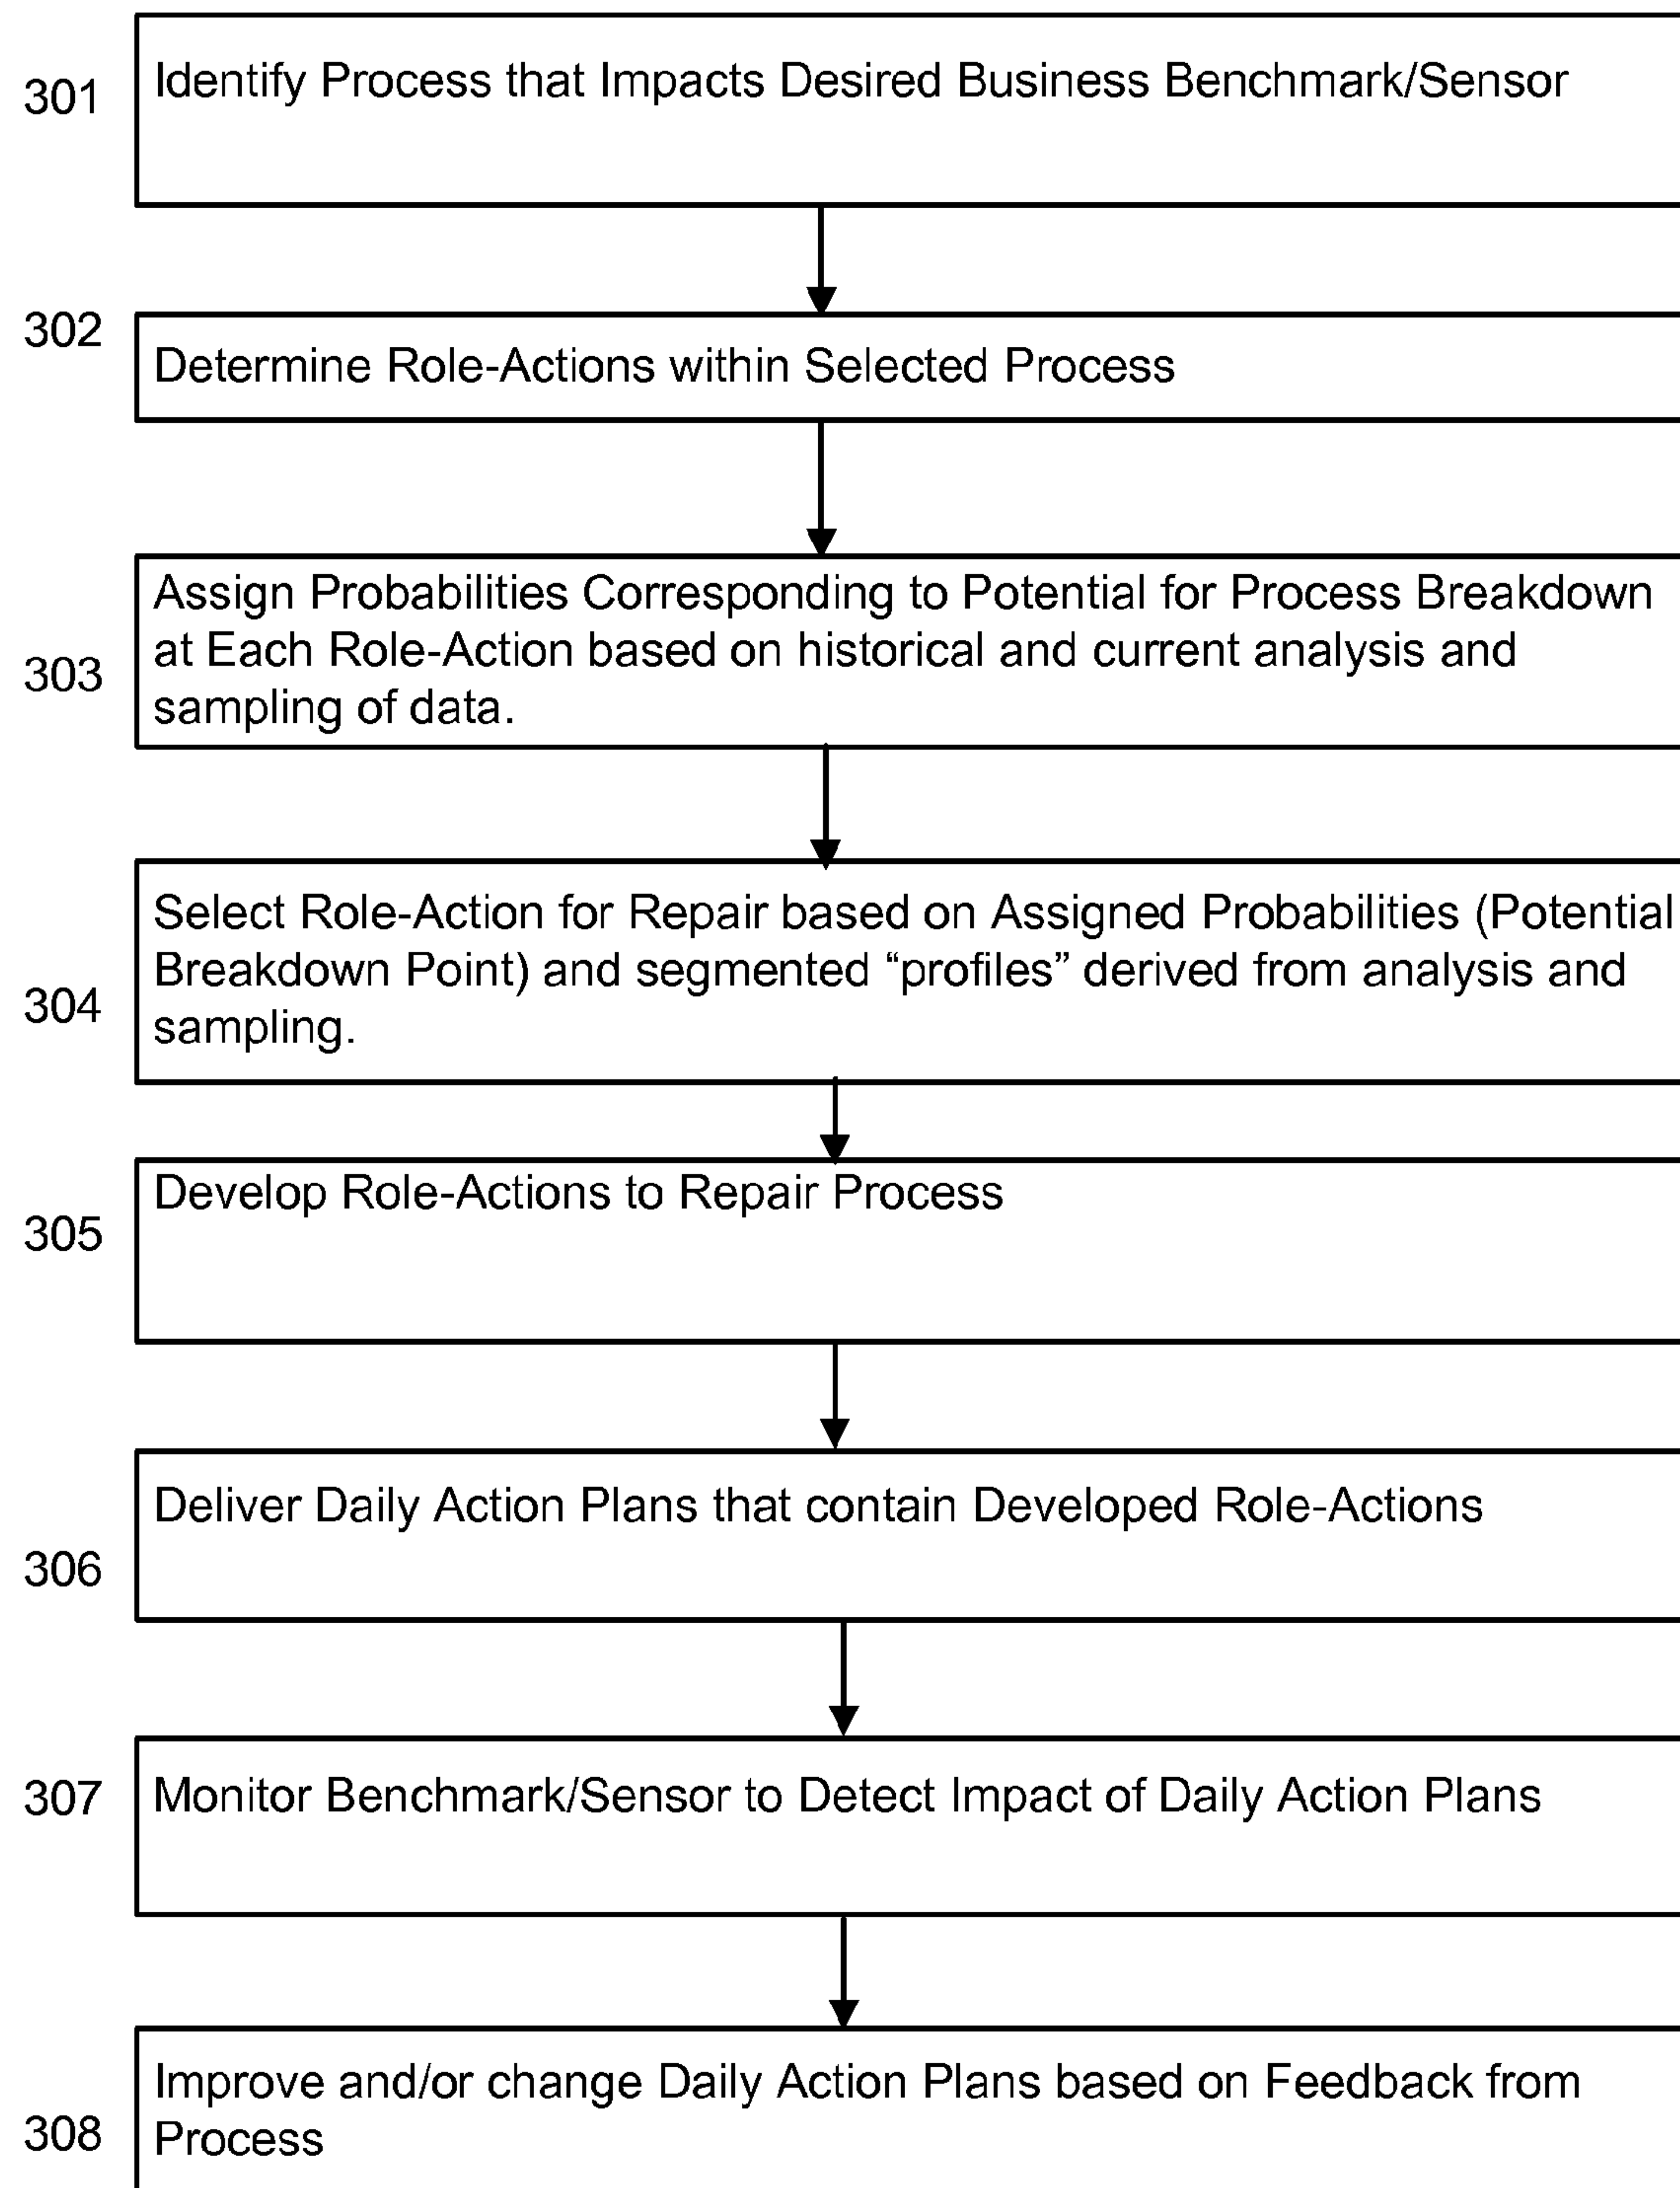 301
Identify Process that Impacts Desired Business Benchmark/Sensor
302
Determine Role-Actions within Selected Process
303
Assign Probabilities Corresponding to Potential for Process Breakdown
at Each Role-Action based on historical and current analysis and
sampling of data.
304
Select Role-Action for Repair based on Assigned Probabilities (Potential
Breakdown Point) and segmented “profiles” derived from analysis and
sampling.
305
Develop Role-Actions to Repair Process
306
Deliver Daily Action Plans that contain Developed Role-Actions
307
Monitor Benchmark/Sensor to Detect Impact of Daily Action Plans
308
Improve and/or change Daily Action Plans based on Feedback from
Process